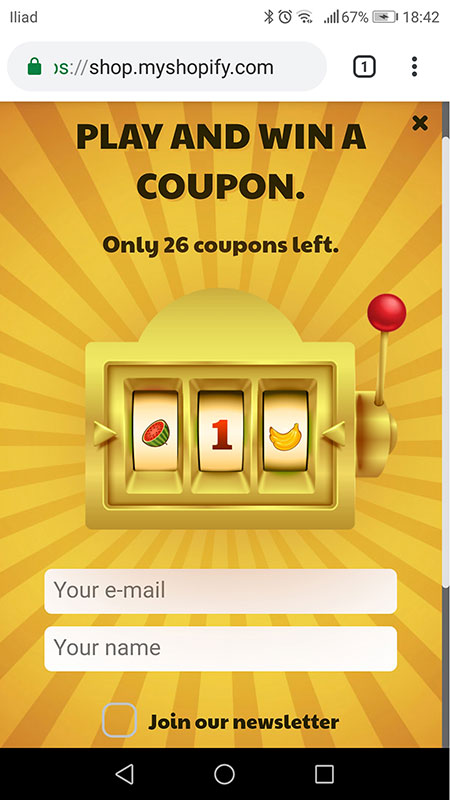 Iliad 67% 18:42
ps://shop.myshopify.com 1
PLAY AND WIN A
COUPON.
Only 26 coupons left.
1
Your e-mail
Your name
Join our newsletter